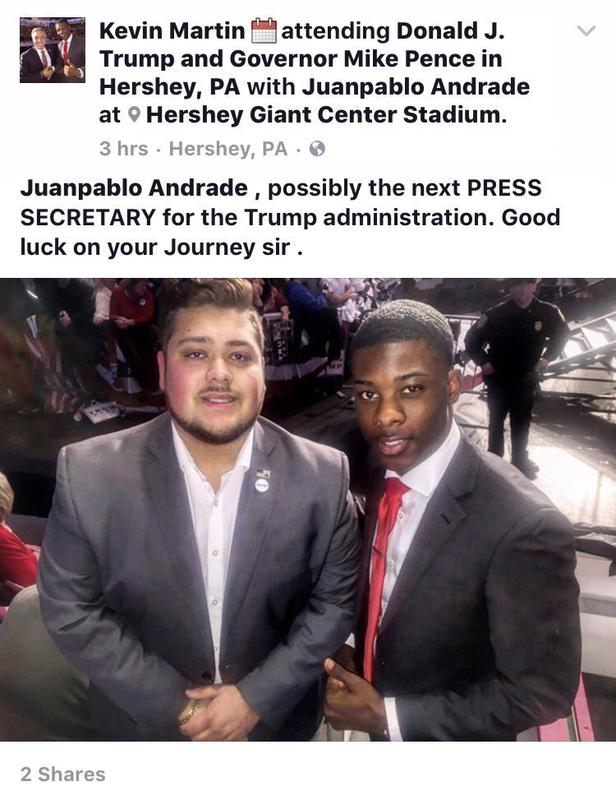 Kevin Martin attending Donald J.
Trump and Governor Mike Pence in
Hershey, PA with Juanpablo Andrade
at Hershey Giant Center Stadium.
3 hrs · Hershey, PA ·
Juanpablo Andrade , possibly the next PRESS
SECRETARY for the Trump administration. Good
luck on your Journey sir .
2 Shares